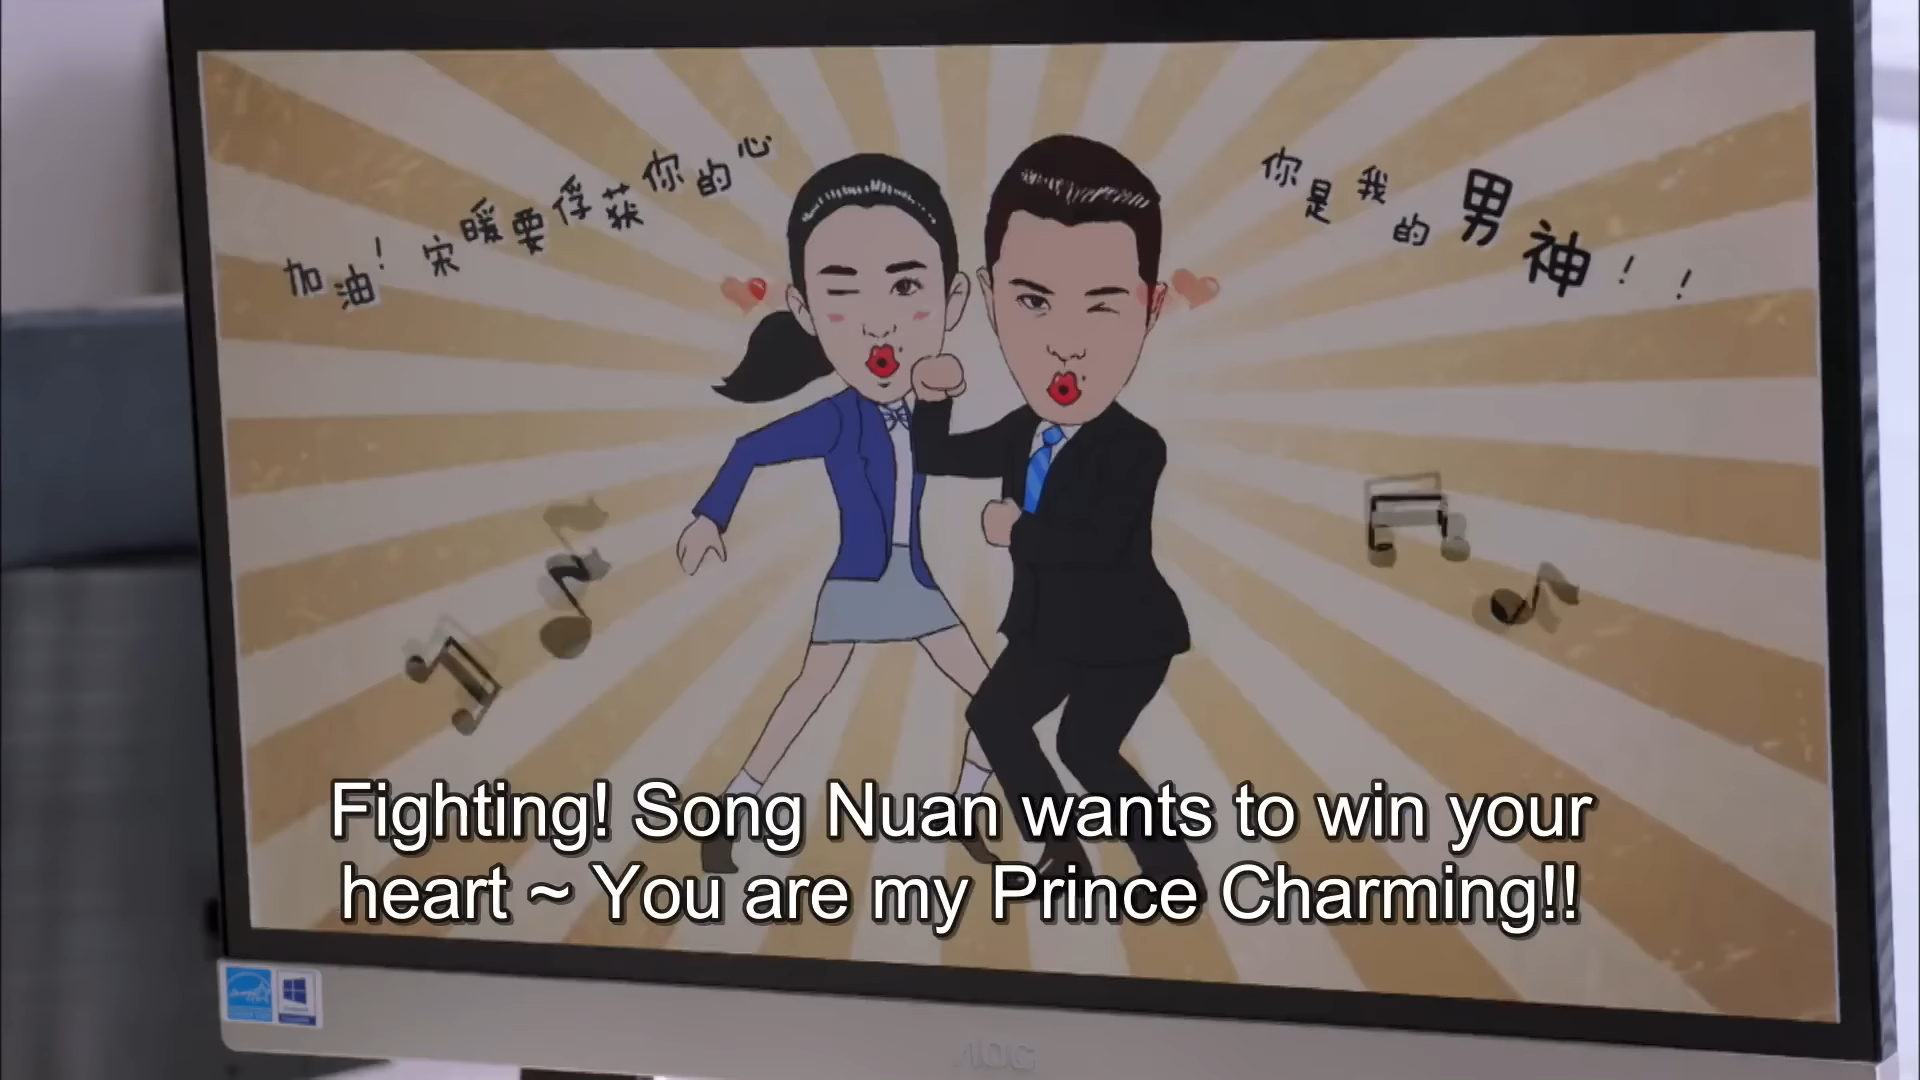 加油! 宋暖要俘获你的心
你是我的男神!!
Fighting! Song Nuan wants to win your
heart ~ You are my Prince Charming!!
AOC